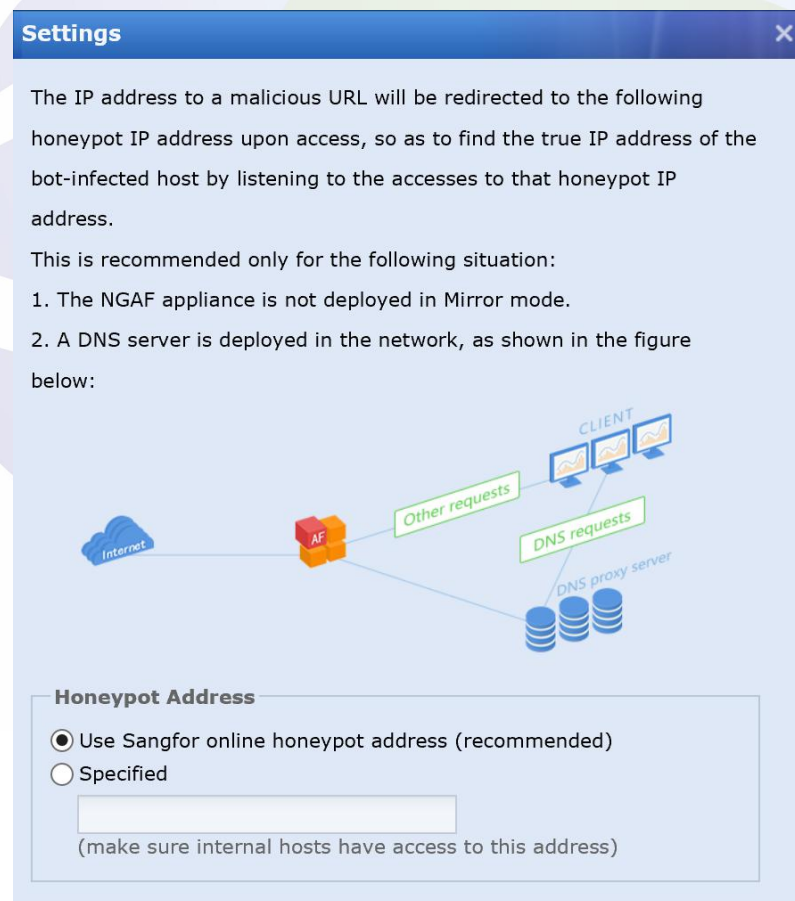 Settings
The IP address to a malicious URL will be redirected to the following
honeypot IP address upon access, so as to find the true IP address of the
bot-infected host by listening to the accesses to that honeypot IP
address.
This is recommended only for the following situation:
1. The NGAF appliance is not deployed in Mirror mode.
2. A DNS server is deployed in the network, as shown in the figure
below:
CLIENT
Other requests
Internet
AF
DNS requests
DNS proxy server
Honeypot Address
Use Sangfor online honeypot address (recommended)
Specified
(make sure internal hosts have access to this address)